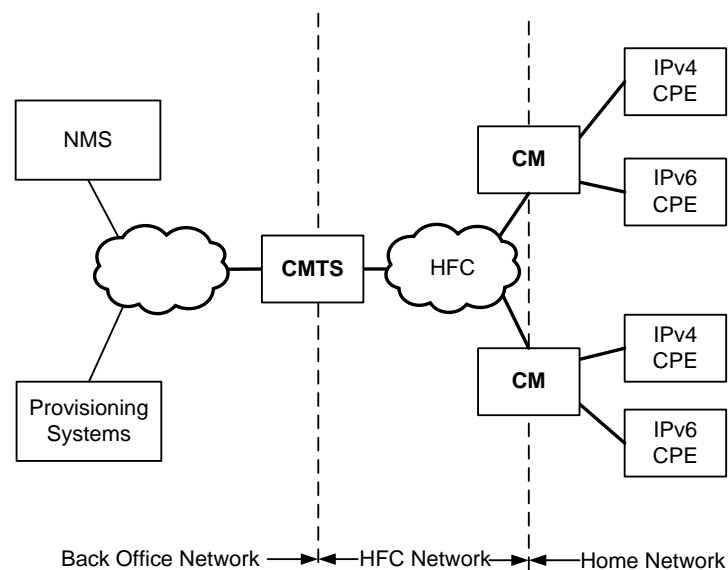 IPv4
CPE
NMS
CM
IPv6
CPE
CMTS
HFC
IPv4
CPE
CM
Provisioning
Systems
IPv6
CPE
Back Office Network
HFC Network
Home Network